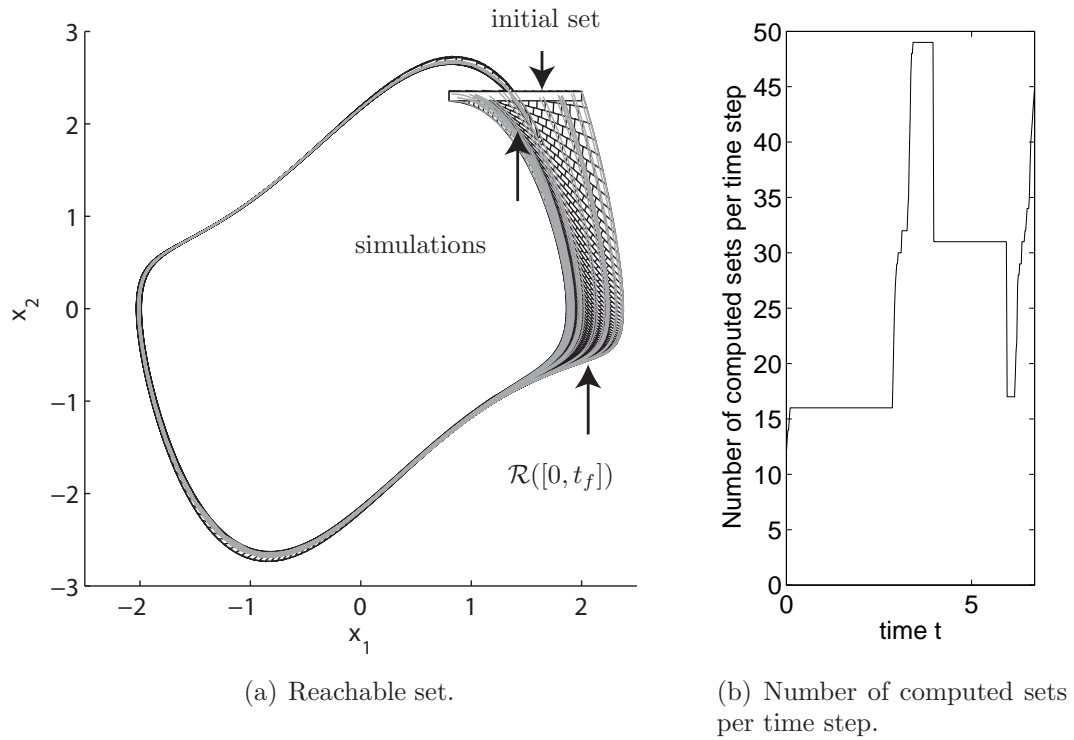 initial set
3
2
1
0
−1
−2
−3
x₂
simulations
R([0, t_f])
−2
−1
0
1
2
x₁
(a) Reachable set.
50
45
40
35
30
25
20
15
10
5
0
Number of computed sets per time step
0
5
time t
(b) Number of computed sets
per time step.